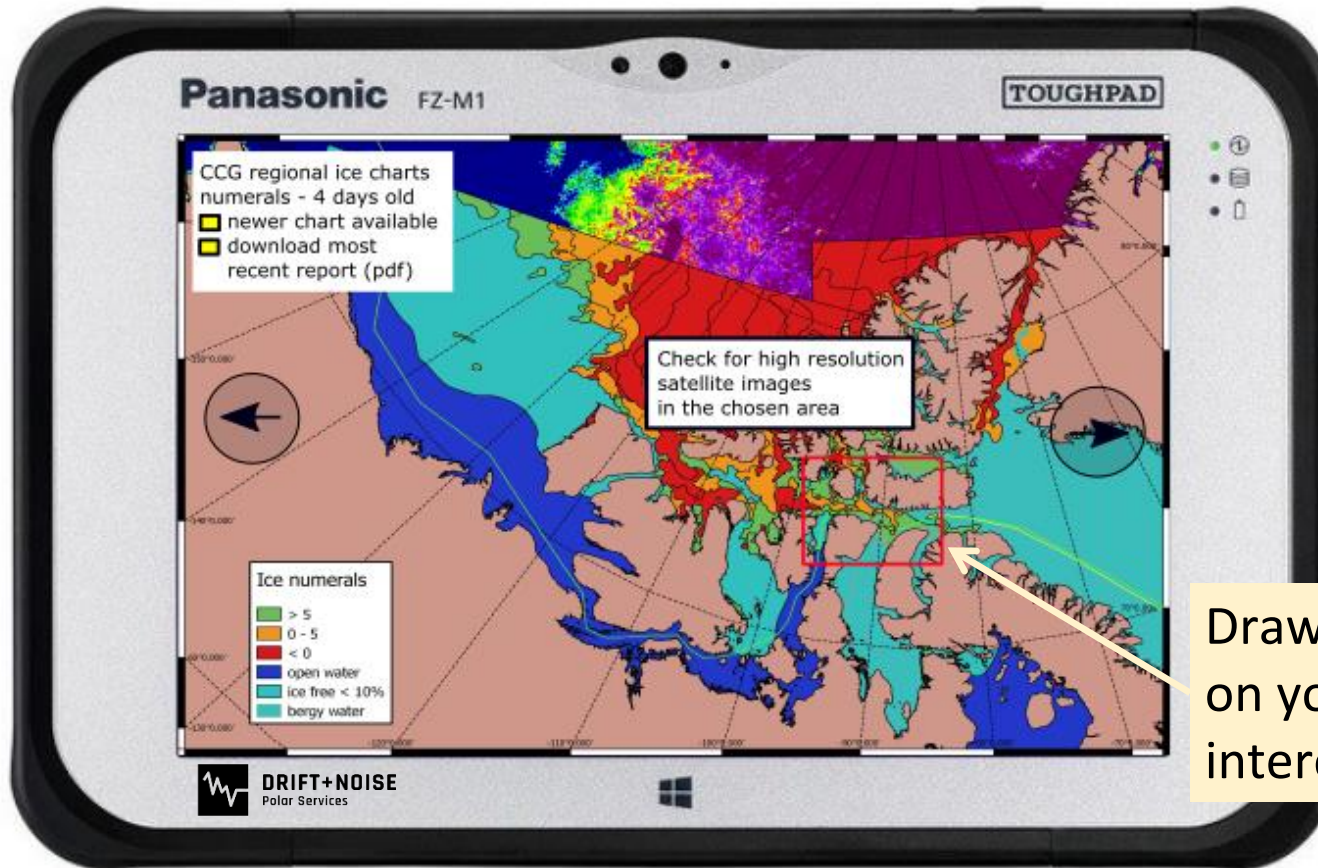 Panasonic FZ-M1
TOUGHPAD
CCG regional ice charts
numerals - 4 days old
newer chart available
download most
recent report (pdf)
Check for high resolution
satellite images
in the chosen area
Ice numerals
> 5
0 - 5
< 0
open water
ice free < 10%
bergy water
Draw
on yo
intere
DRIFT+NOISE
Polar Services